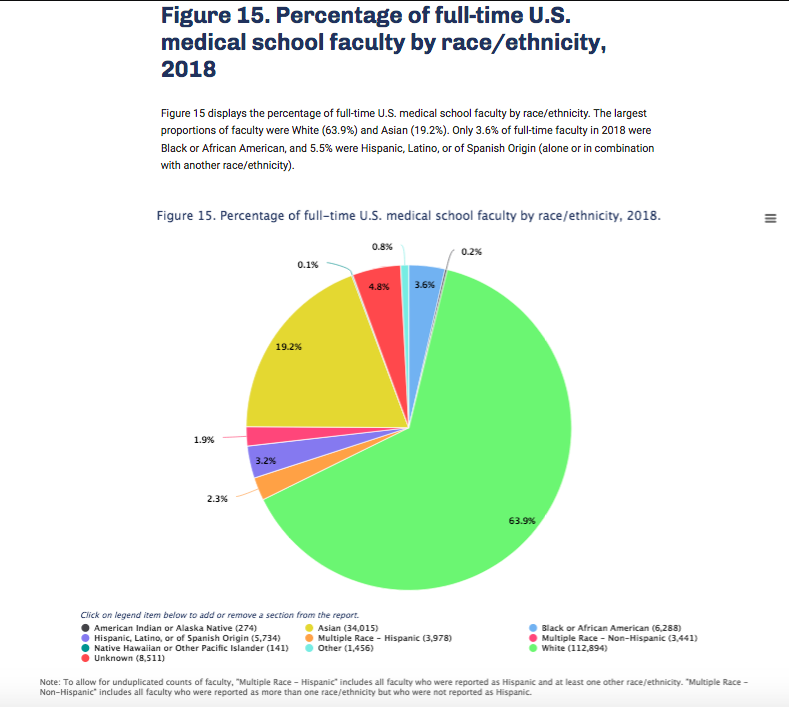 Figure 15. Percentage of full-time U.S.
medical school faculty by race/ethnicity,
2018
Figure 15 displays the percentage of full-time U.S. medical school faculty by race/ethnicity. The largest
proportions of faculty were White (63.9%) and Asian (19.2%). Only 3.6% of full-time faculty in 2018 were
Black or African American, and 5.5% were Hispanic, Latino, or of Spanish Origin (alone or in combination
with another race/ethnicity).
Figure 15. Percentage of full-time U.S. medical school faculty by race/ethnicity, 2018.
0.8%
0.2%
0.1%
4.8%
3.6%
19.2%
1.9%
3.2%
2.3%
63.9%
Click on legend item below to add or remove a section from the report.
American Indian or Alaska Native (274)
Asian (34,015)
Black or African American (6,288)
Hispanic, Latino, or of Spanish Origin (5,734)
Multiple Race - Hispanic (3,978)
Multiple Race - Non-Hispanic (3,441)
Native Hawaiian or Other Pacific Islander (141)
Other (1,456)
White (112,894)
Unknown (8,511)
Note: To allow for unduplicated counts of faculty, "Multiple Race - Hispanic" includes all faculty who were reported as Hispanic and at least one other race/ethnicity. "Multiple Race -
Non-Hispanic" includes all faculty who were reported as more than one race/ethnicity but who were not reported as Hispanic.